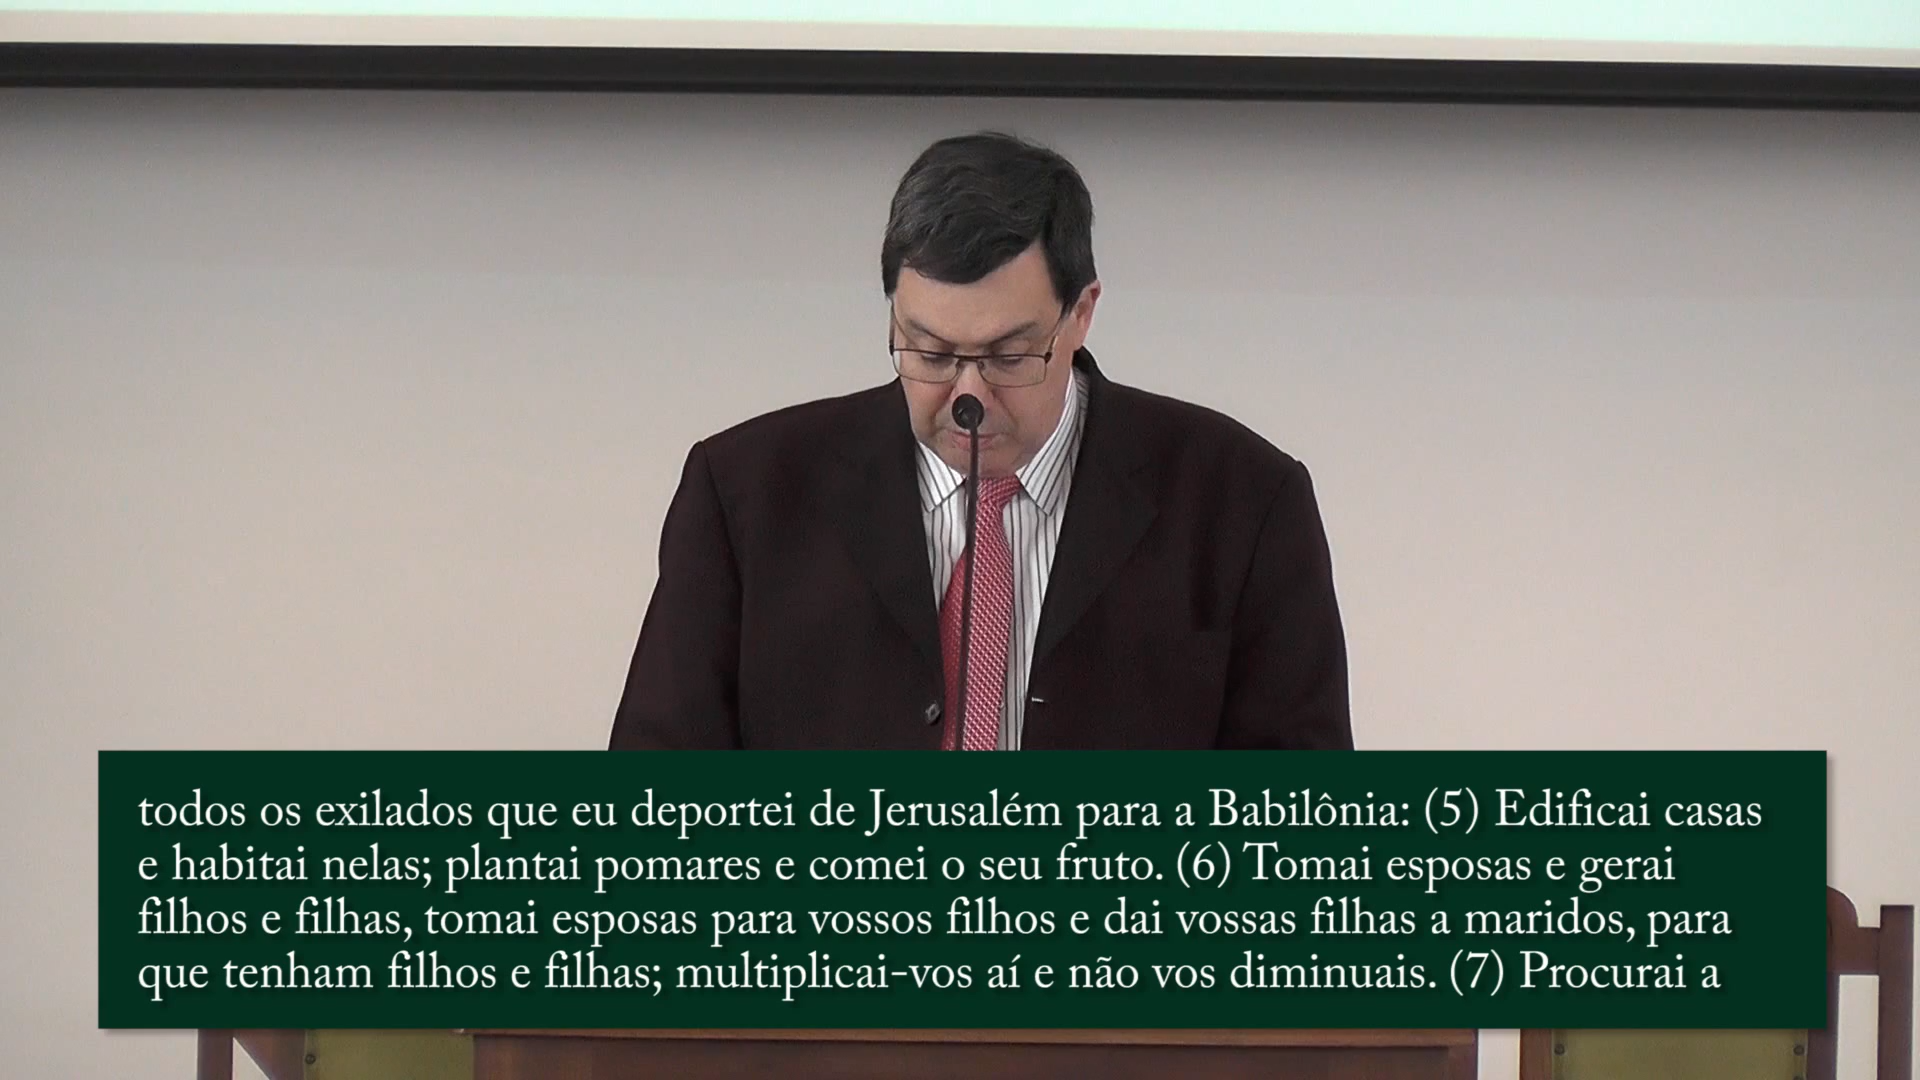 todos os exilados que eu deportei de Jerusalém para a Babilônia: (5) Edificai casas
e habitai nelas; plantai pomares e comei o seu fruto. (6) Tomai esposas e gerai
filhos e filhas, tomai esposas para vossos filhos e dai vossas filhas a maridos, para
que tenham filhos e filhas; multiplicai-vos aí e não vos diminuais. (7) Procurai a